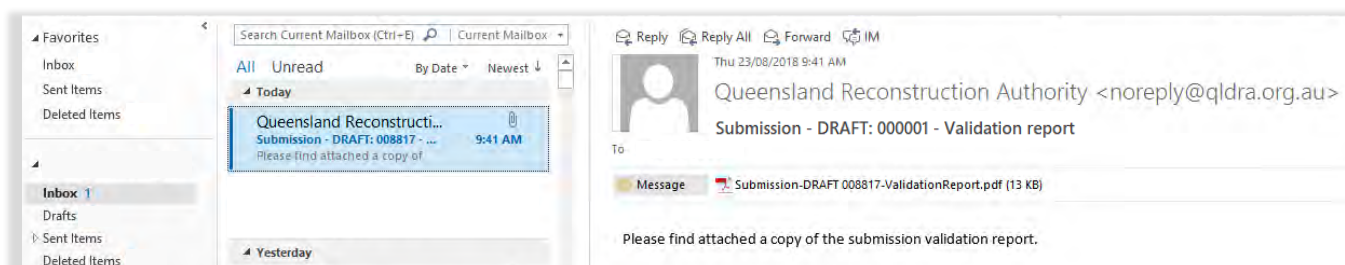 Favorites
Inbox
Sent Items
Deleted Items
Inbox 1
Drafts
Sent Items
Deleted Items
Search Current Mailbox (Ctrl+E) Current Mailbox
All Unread By Date Newest ↓
Today
Queensland Reconstructi...
Submission - DRAFT: 008817 - ... 9:41 AM
Please find attached a copy of
Yesterday
Reply Reply All Forward IM
Thu 23/08/2018 9:41 AM
Queensland Reconstruction Authority <noreply@qldra.org.au>
Submission - DRAFT: 000001 - Validation report
To
Message Submission-DRAFT 008817-ValidationReport.pdf (13 KB)
Please find attached a copy of the submission validation report.